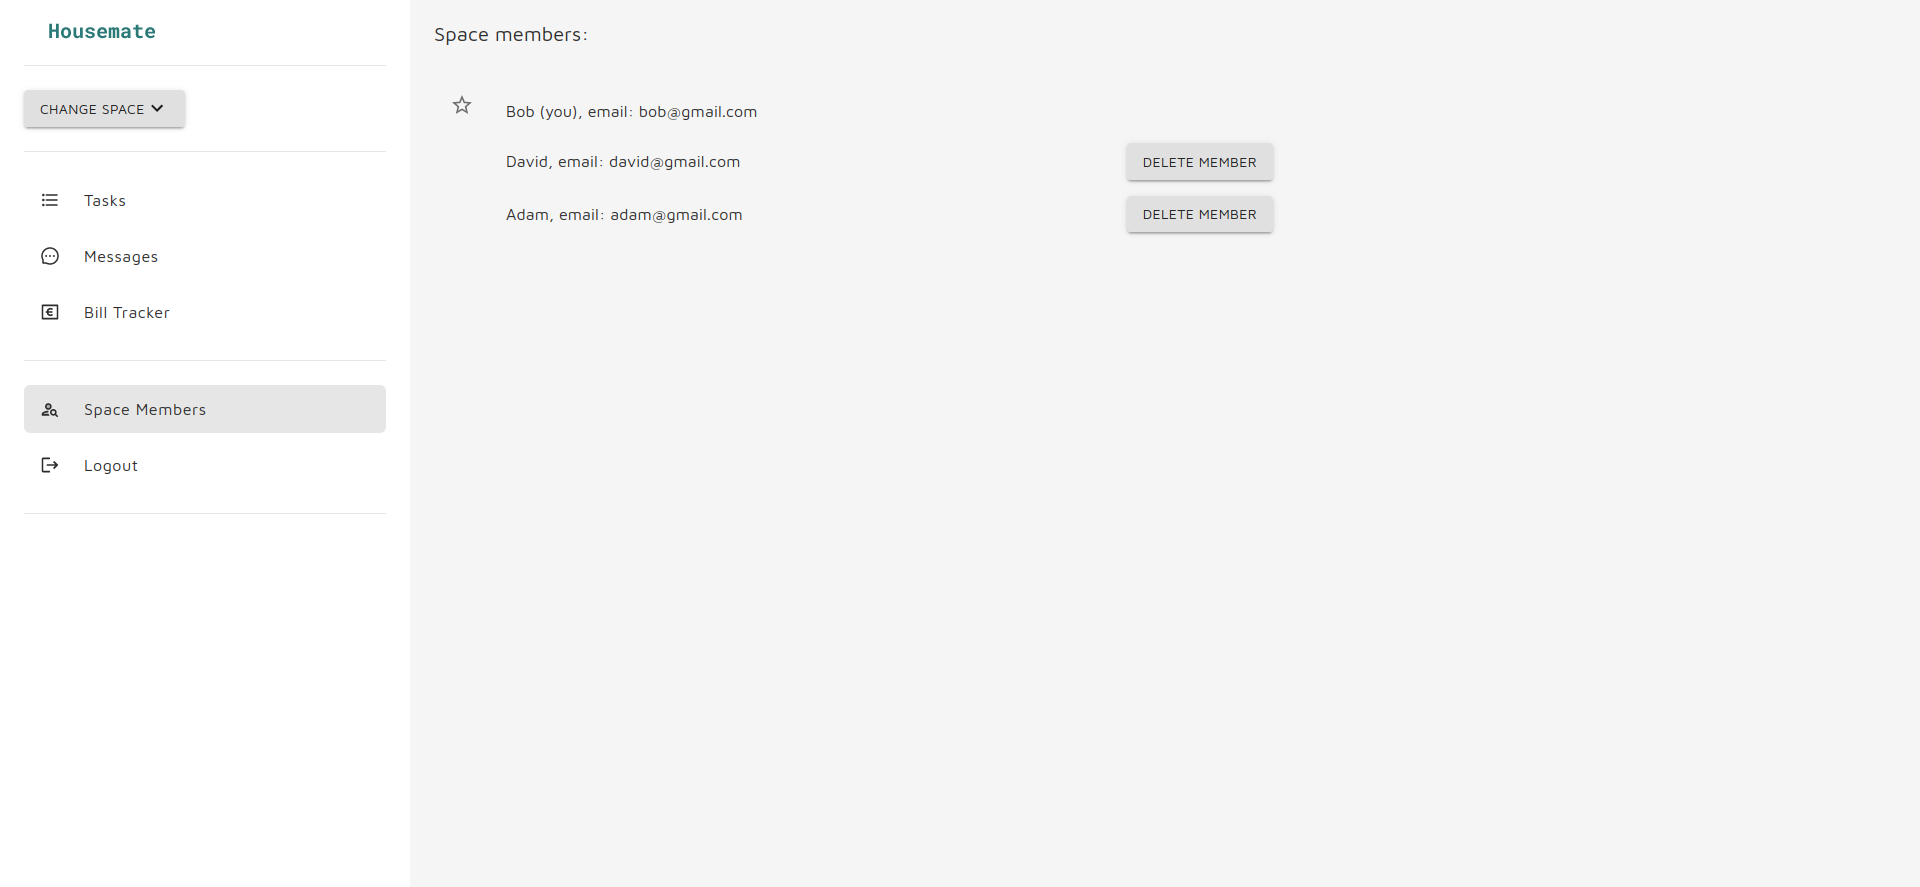 Housemate
CHANGE SPACE
Tasks
Messages
Bill Tracker
Space Members
Logout
Space members:
Bob (you), email: bob@gmail.com
David, email: david@gmail.com DELETE MEMBER
Adam, email: adam@gmail.com DELETE MEMBER